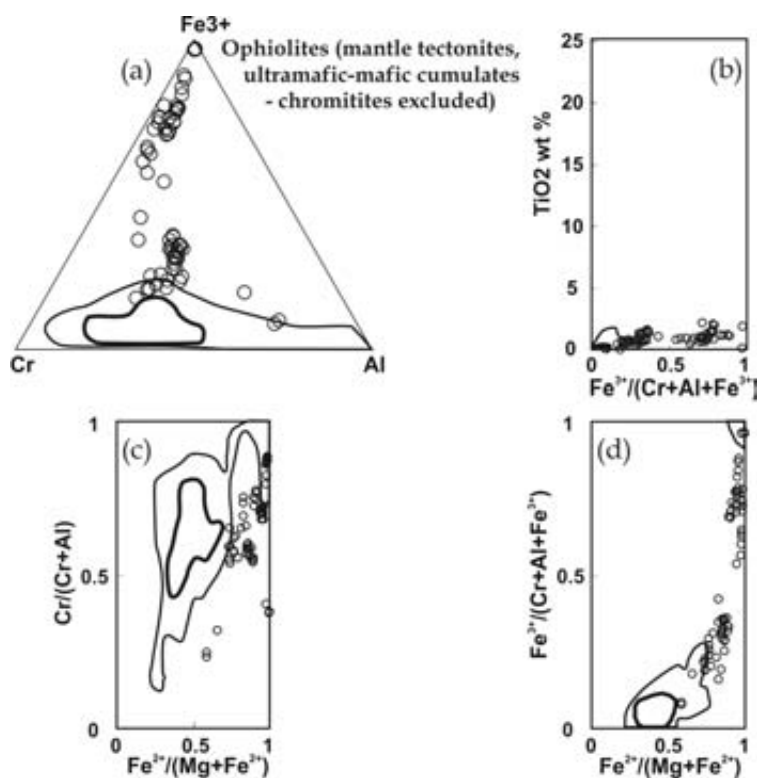 Fe3+
(a)
Ophiolites (mantle tectonites,
ultramafic-mafic cumulates
- chromitites excluded)
Cr
Al
(b)
TiO2 wt %
25
20
15
10
5
0
0
0.5
1
Fe³⁺/(Cr+Al+Fe³⁺)
(c)
Cr/(Cr+Al)
1
0.5
0
0
0.5
1
Fe²⁺/(Mg+Fe²⁺)
(d)
Fe³⁺/(Cr+Al+Fe³⁺)
1
0.5
0
0
0.5
1
Fe²⁺/(Mg+Fe²⁺)